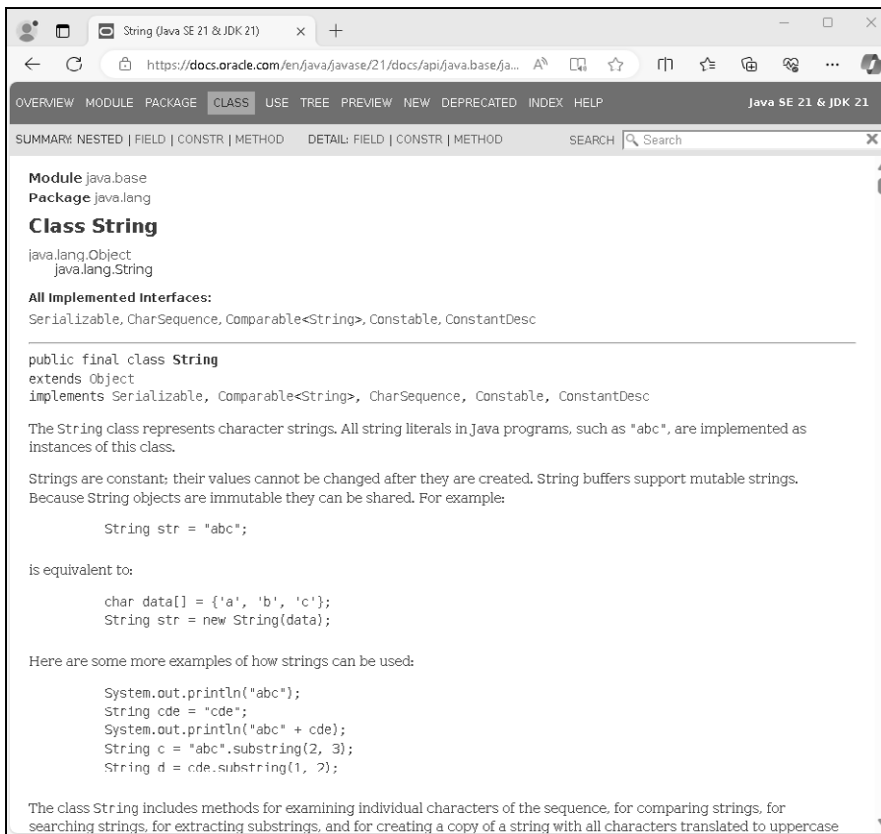 String (Java SE 21 & JDK 21)
https://docs.oracle.com/en/java/javase/21/docs/api/java.base/ja...
OVERVIEW MODULE PACKAGE CLASS USE TREE PREVIEW NEW DEPRECATED INDEX HELP Java SE 21 & JDK 21
SUMMARY: NESTED | FIELD | CONSTR | METHOD DETAIL: FIELD | CONSTR | METHOD SEARCH Search
Module java.base
Package java.lang
Class String
java.lang.Object
java.lang.String
All Implemented Interfaces:
Serializable, CharSequence, Comparable<String>, Constable, ConstantDesc
public final class String
extends Object
implements Serializable, Comparable<String>, CharSequence, Constable, ConstantDesc
The String class represents character strings. All string literals in Java programs, such as "abc", are implemented as
instances of this class.
Strings are constant; their values cannot be changed after they are created. String buffers support mutable strings.
Because String objects are immutable they can be shared. For example:
String str = "abc";
is equivalent to:
char data[] = {'a', 'b', 'c'};
String str = new String(data);
Here are some more examples of how strings can be used:
System.out.println("abc");
String cde = "cde";
System.out.println("abc" + cde);
String c = "abc".substring(2, 3);
String d = cde.substring(1, 2);
The class String includes methods for examining individual characters of the sequence, for comparing strings, for
searching strings, for extracting substrings, and for creating a copy of a string with all characters translated to uppercase